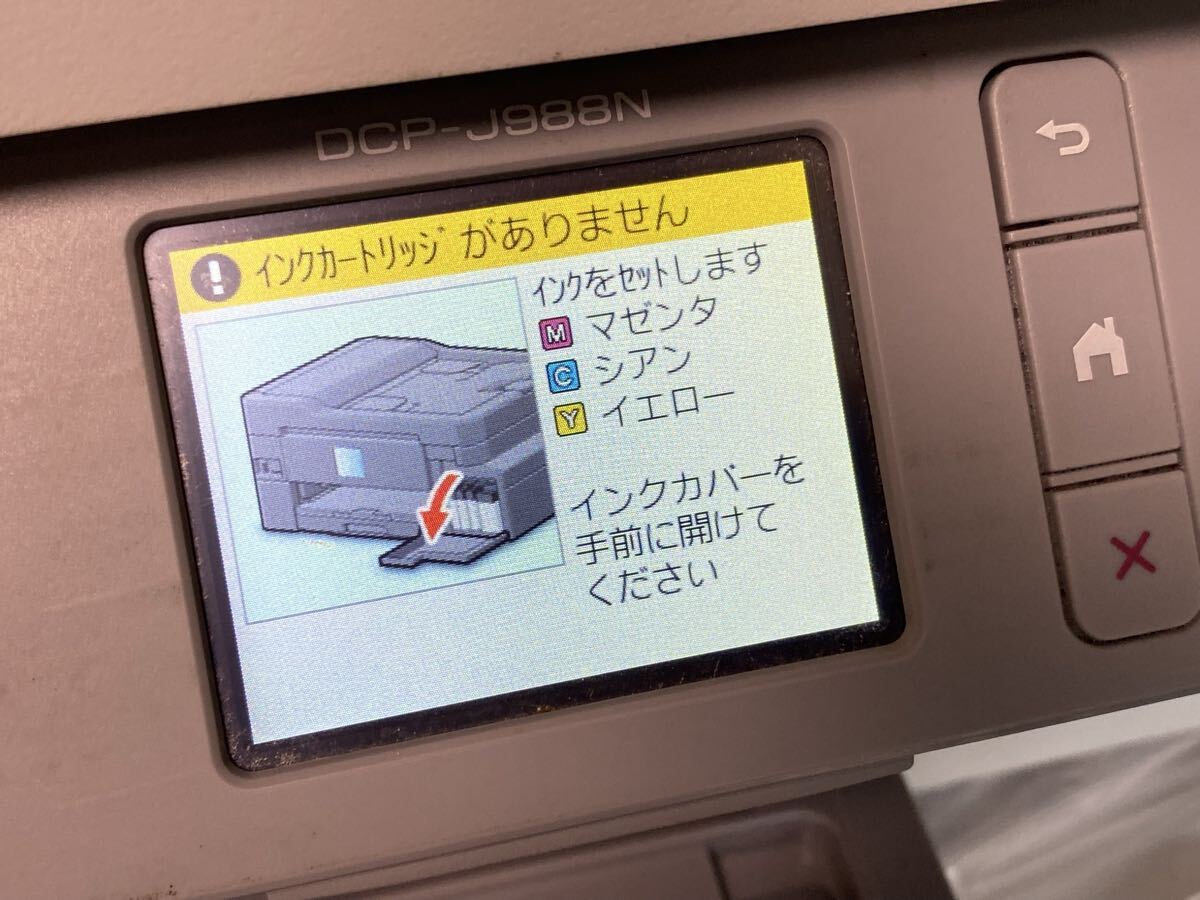 DCP-J988N
! インクカートリッジがありません
インクをセットします
M マゼンタ
C シアン
Y イエロー
インクカバーを
手前に開けて
ください